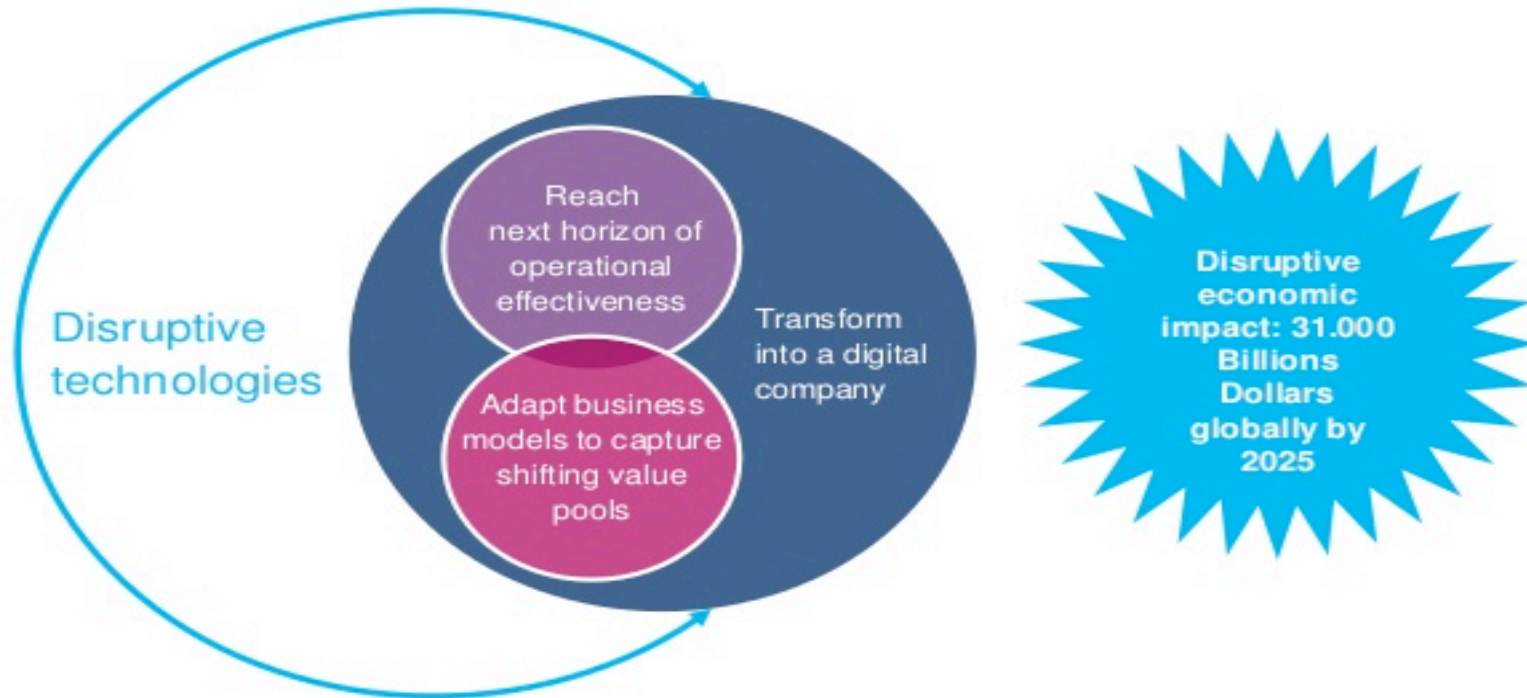 Disruptive
technologies
Reach
next horizon of
operational
effectiveness
Adapt business
models to capture
shifting value
pools
Transform
into a digital
company
Disruptive
economic
impact: 31.000
Billions
Dollars
globally by
2025